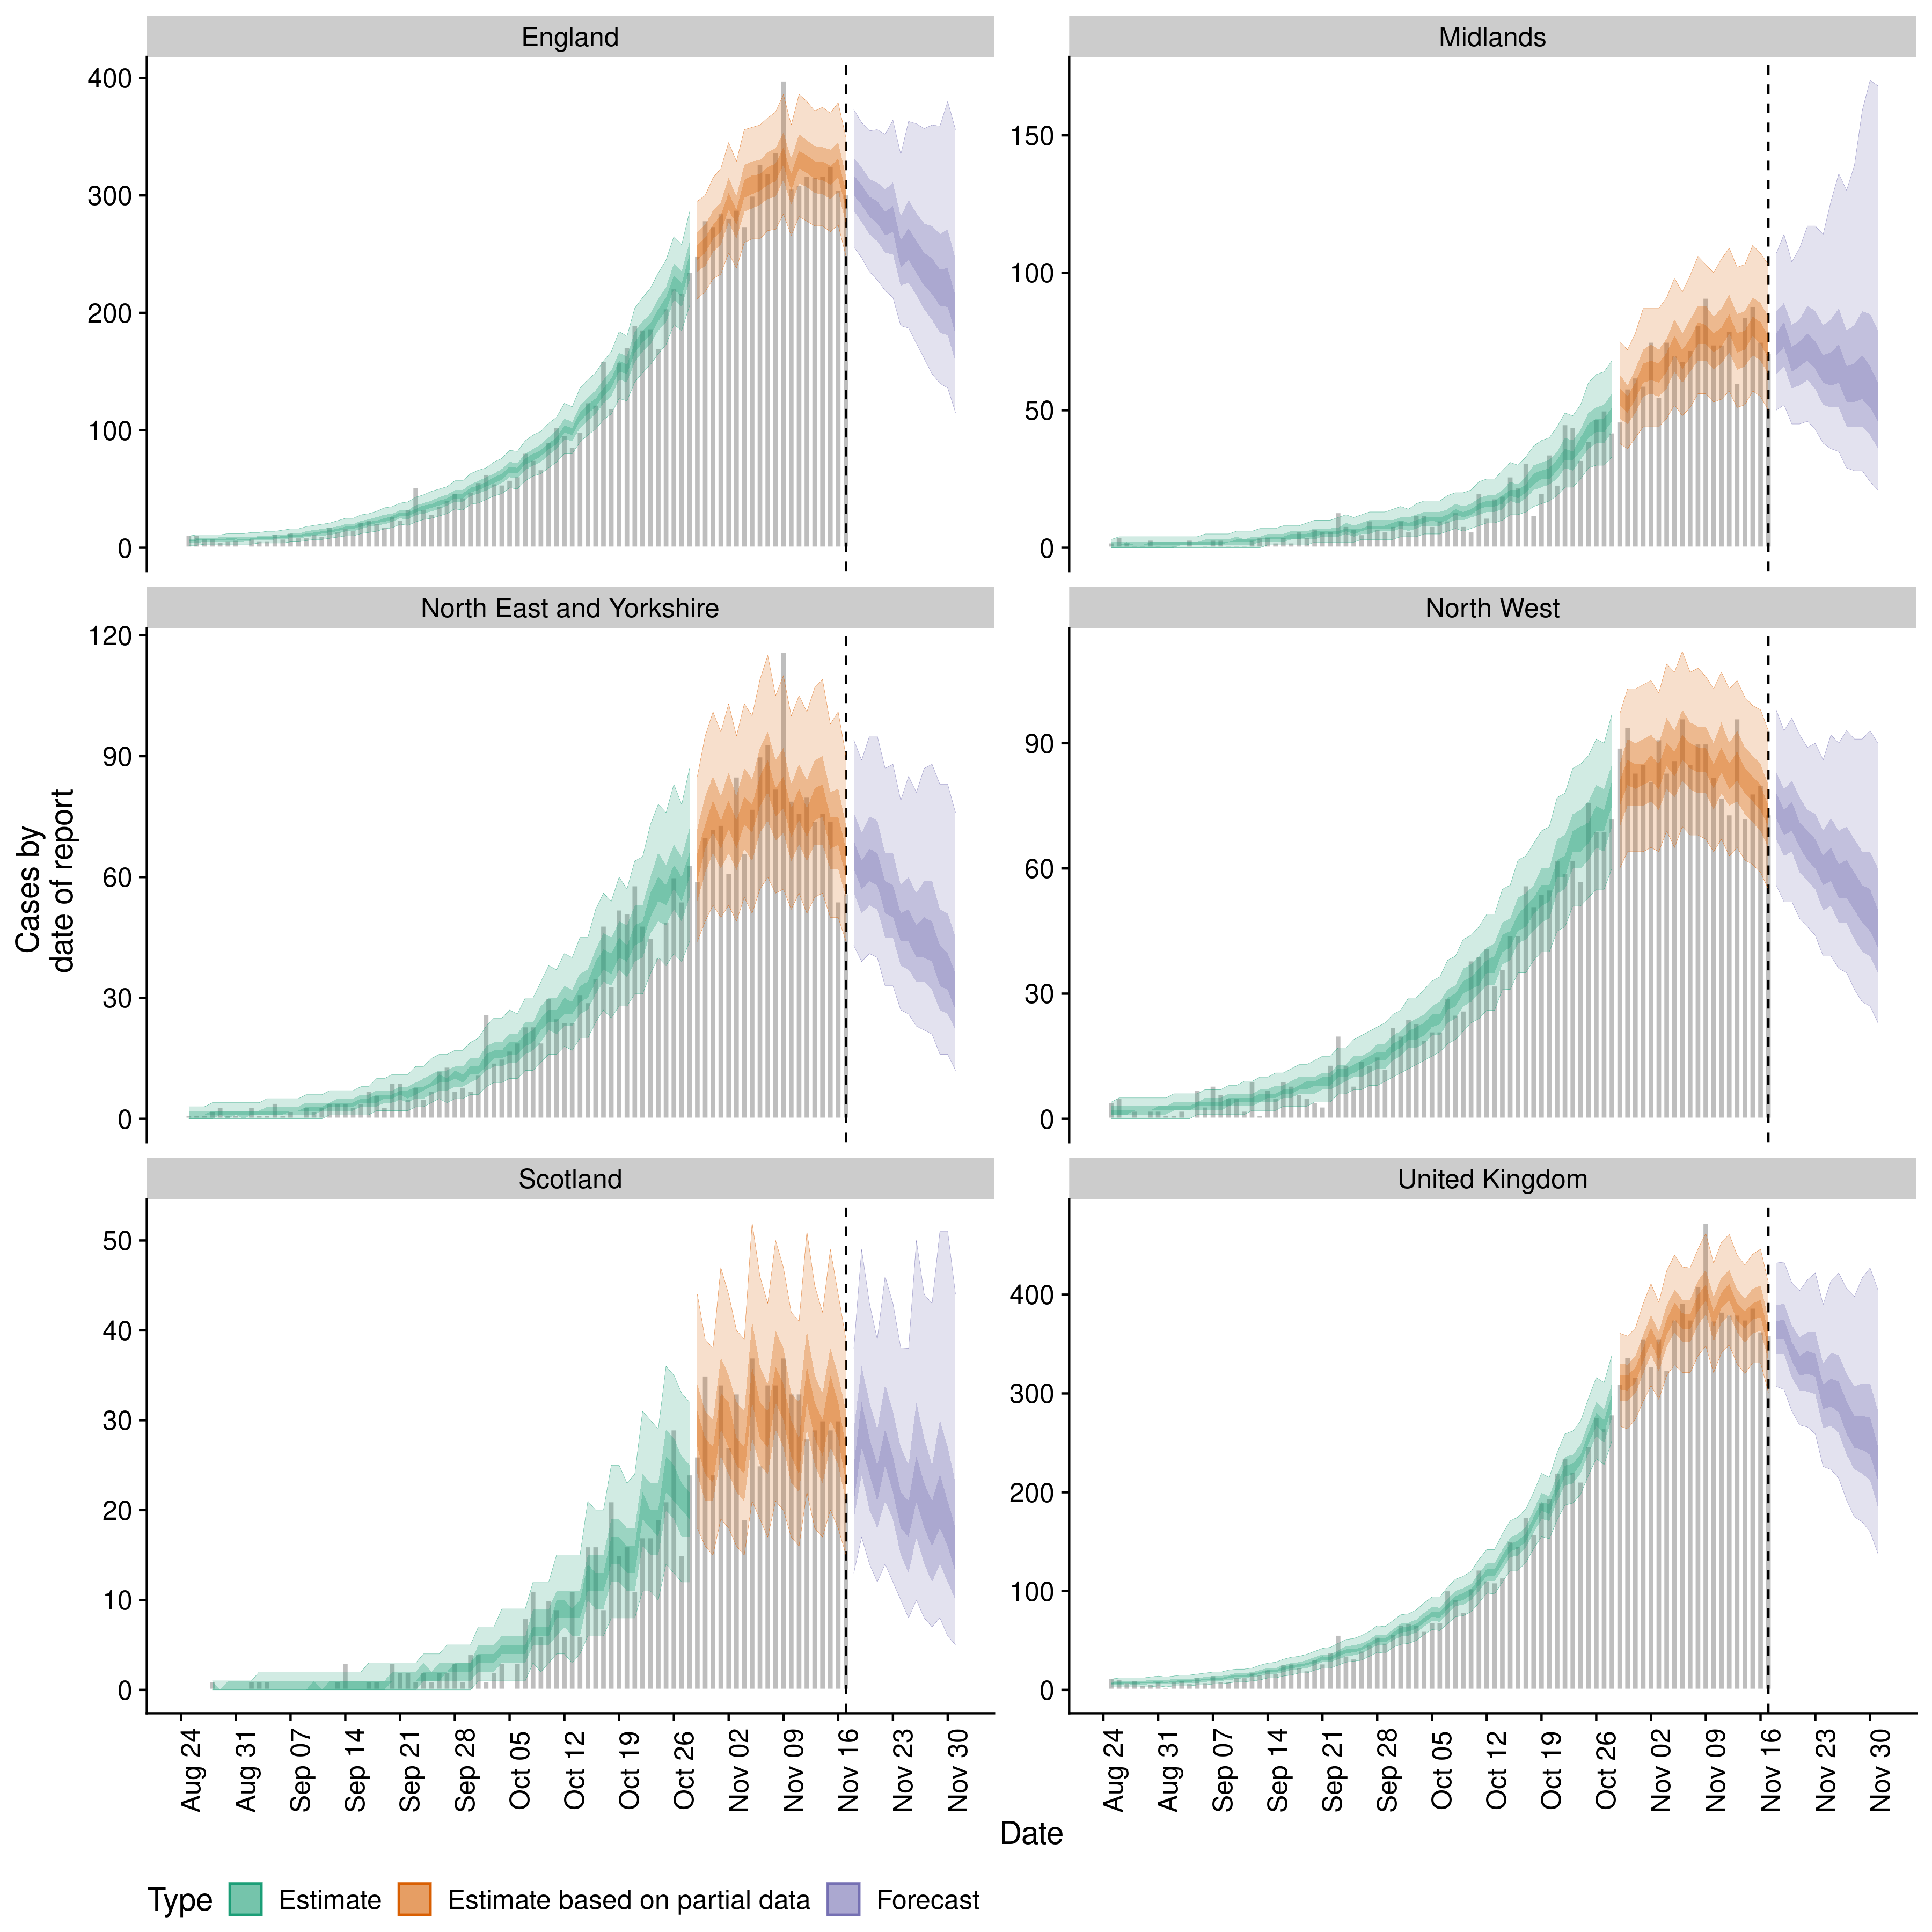 England
Midlands
400
300
200
100
0
150
100
50
0
North East and Yorkshire
North West
120
90
60
30
0
90
60
30
0
Cases by
date of report
Scotland
United Kingdom
50
40
30
20
10
0
400
300
200
100
0
Aug 24
Aug 31
Sep 07
Sep 14
Sep 21
Sep 28
Oct 05
Oct 12
Oct 19
Oct 26
Nov 02
Nov 09
Nov 16
Nov 23
Nov 30
Aug 24
Aug 31
Sep 07
Sep 14
Sep 21
Sep 28
Oct 05
Oct 12
Oct 19
Oct 26
Nov 02
Nov 09
Nov 16
Nov 23
Nov 30
Date
Type Estimate Estimate based on partial data Forecast